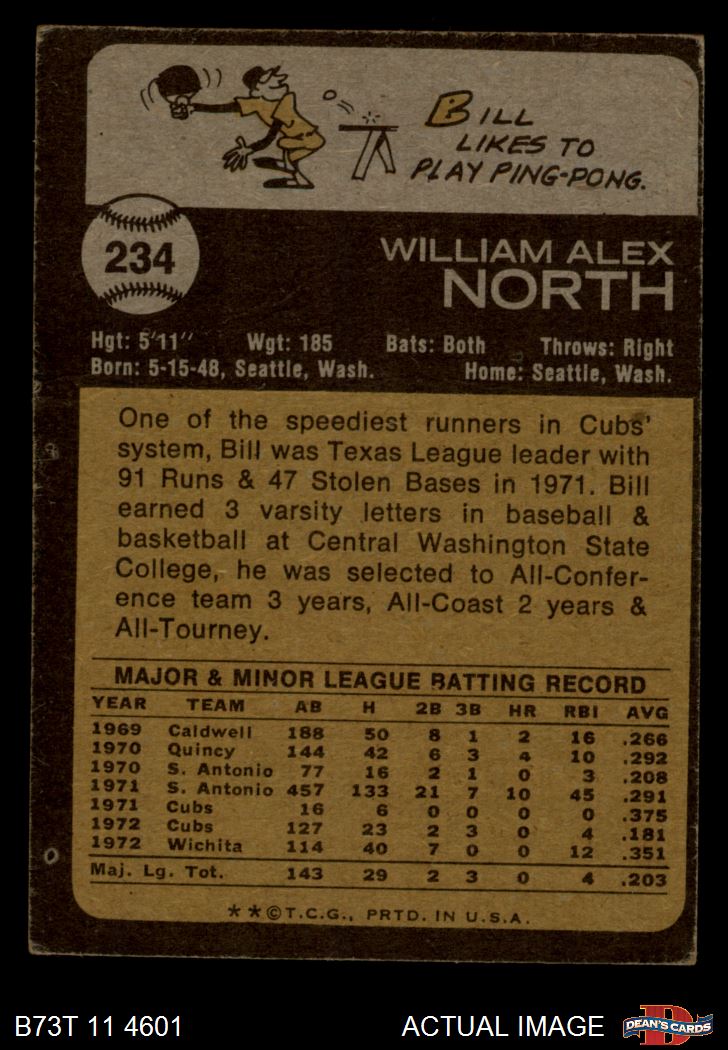 BILL
LIKES TO
PLAY PING-PONG.
234
WILLIAM ALEX
NORTH
Hgt: 5'11'' Wgt: 185 Bats: Both Throws: Right
Born: 5-15-48, Seattle, Wash. Home: Seattle, Wash.
One of the speediest runners in Cubs'
system, Bill was Texas League leader with
91 Runs & 47 Stolen Bases in 1971. Bill
earned 3 varsity letters in baseball &
basketball at Central Washington State
College, he was selected to All-Confer-
ence team 3 years, All-Coast 2 years &
All-Tourney.
MAJOR & MINOR LEAGUE BATTING RECORD
YEAR TEAM AB H 2B 3B HR RBI AVG
1969 Caldwell 188 50 8 1 2 16 .266
1970 Quincy 144 42 6 3 4 10 .292
1970 S. Antonio 77 16 2 1 0 3 .208
1971 S. Antonio 457 133 21 7 10 45 .291
1971 Cubs 16 6 0 0 0 0 .375
1972 Cubs 127 23 2 3 0 4 .181
1972 Wichita 114 40 7 0 0 12 .351
Maj. Lg. Tot. 143 29 2 3 0 4 .203
**©T.C.G., PRTD. IN U.S.A.
B73T 11 4601 ACTUAL IMAGE
D
DEAN'S CARDS